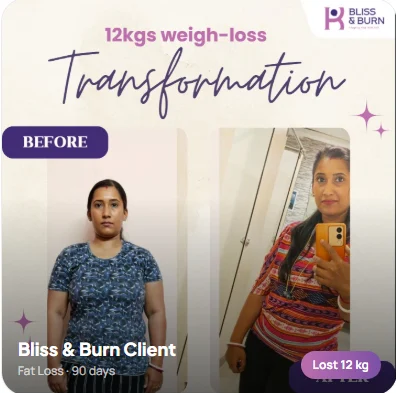 BLISS
& BURN
12kgs weigh-loss
Transformation
BEFORE
Bliss & Burn Client
Fat Loss · 90 days
Lost 12 kg
AFTER